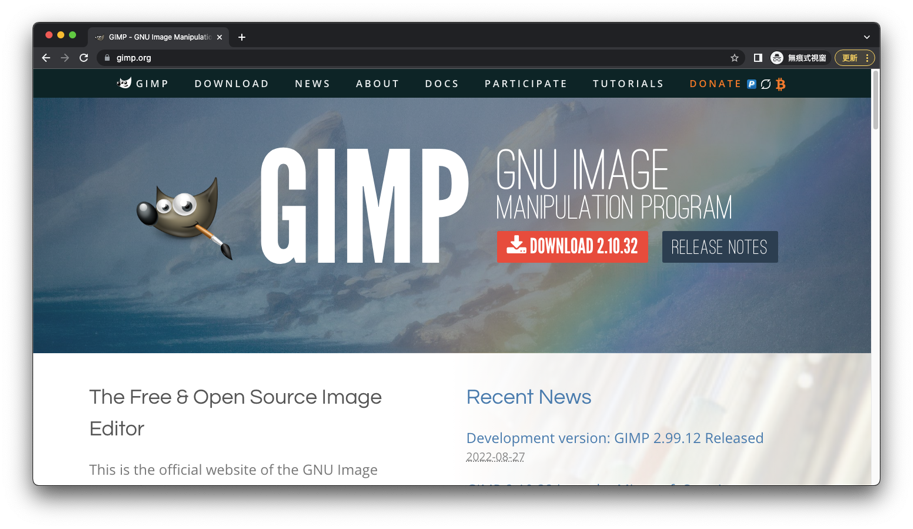 GIMP - GNU Image Manipulatio
gimp.org
無痕式視窗
更新
GIMP DOWNLOAD NEWS ABOUT DOCS PARTICIPATE TUTORIALS DONATE
GIMP
GNU IMAGE
MANIPULATION PROGRAM
DOWNLOAD 2.10.32
RELEASE NOTES
The Free & Open Source Image
Editor
This is the official website of the GNU Image
Recent News
Development version: GIMP 2.99.12 Released
2022-08-27